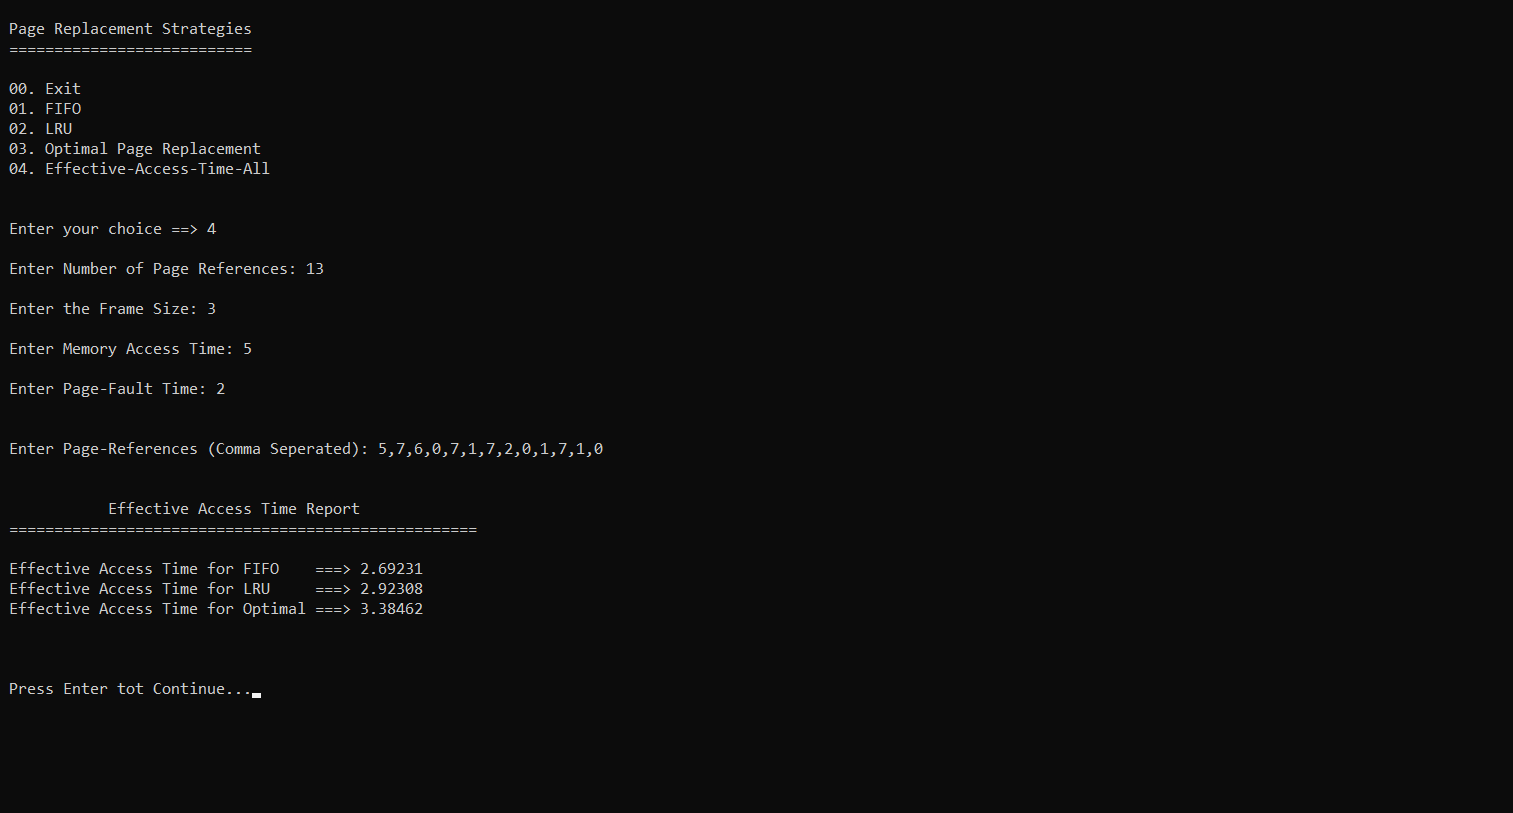 Page Replacement Strategies
===========================
00. Exit
01. FIFO
02. LRU
03. Optimal Page Replacement
04. Effective-Access-Time-All
Enter your choice ==> 4
Enter Number of Page References: 13
Enter the Frame Size: 3
Enter Memory Access Time: 5
Enter Page-Fault Time: 2
Enter Page-References (Comma Seperated): 5,7,6,0,7,1,7,2,0,1,7,1,0
Effective Access Time Report
====================================================
Effective Access Time for FIFO    ===> 2.69231
Effective Access Time for LRU     ===> 2.92308
Effective Access Time for Optimal ===> 3.38462
Press Enter tot Continue...